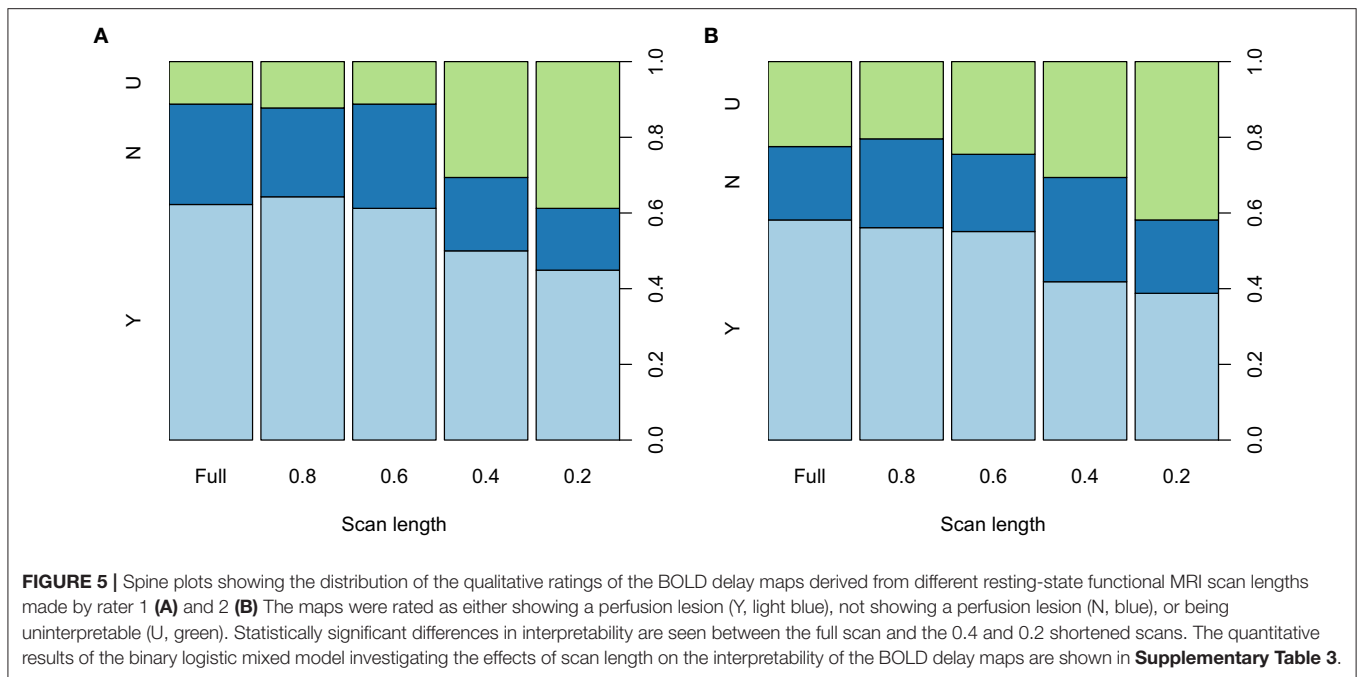 A
U
N
Y
1.0
0.8
0.6
0.4
0.2
0.0
Full 0.8 0.6 0.4 0.2
Scan length
B
U
N
Y
1.0
0.8
0.6
0.4
0.2
0.0
Full 0.8 0.6 0.4 0.2
Scan length
FIGURE 5 | Spine plots showing the distribution of the qualitative ratings of the BOLD delay maps derived from different resting-state functional MRI scan lengths
made by rater 1 (A) and 2 (B) The maps were rated as either showing a perfusion lesion (Y, light blue), not showing a perfusion lesion (N, blue), or being
uninterpretable (U, green). Statistically significant differences in interpretability are seen between the full scan and the 0.4 and 0.2 shortened scans. The quantitative
results of the binary logistic mixed model investigating the effects of scan length on the interpretability of the BOLD delay maps are shown in Supplementary Table 3.